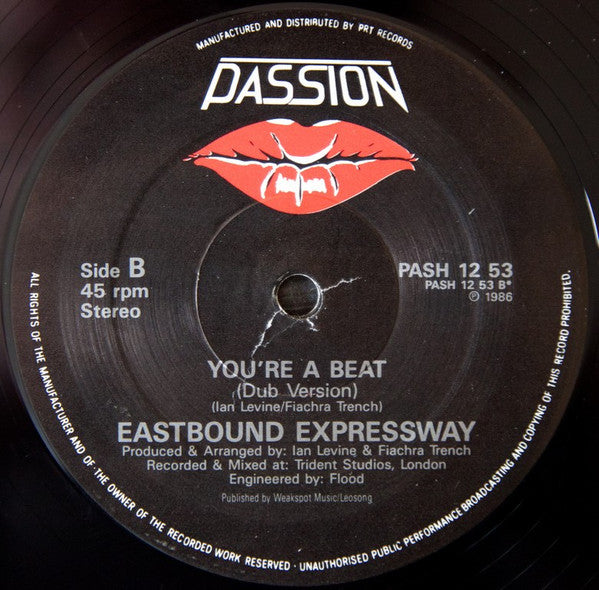 MANUFACTURED AND DISTRIBUTED BY PRT RECORDS
PASSION
Side B
45 rpm
Stereo
PASH 12 53
PASH 12 53 B*
℗ 1986
YOU'RE A BEAT
(Dub Version)
(Ian Levine/Fiachra Trench)
EASTBOUND EXPRESSWAY
Produced & Arranged by: Ian Levine & Fiachra Trench
Recorded & Mixed at: Trident Studios, London
Engineered by: Flood
Published by Weakspot Music/Leosong
ALL RIGHTS OF THE MANUFACTURER AND OF THE OWNER OF THE RECORDED WORK RESERVED · UNAUTHORISED PUBLIC PERFORMANCE BROADCASTING AND COPYING OF THIS RECORD PROHIBITED.